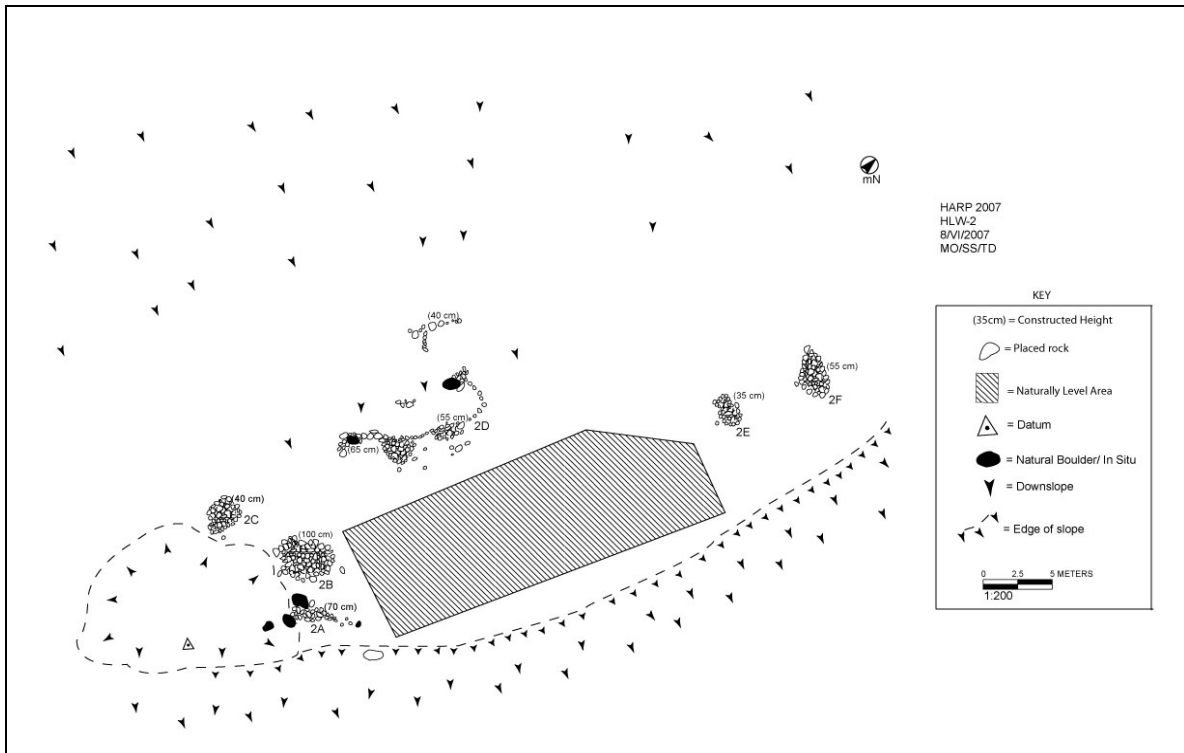 mN
HARP 2007
HLW-2
8/VI/2007
MO/SS/TD
KEY
(35cm) = Constructed Height
= Placed rock
= Naturally Level Area
= Datum
= Natural Boulder/ In Situ
= Downslope
= Edge of slope
0 2.5 5 METERS
1:200
(40 cm)
(55 cm)
2F
(35 cm)
2E
(55 cm)
2D
(65 cm)
(40 cm)
2C
(100 cm)
2B
(70 cm)
2A